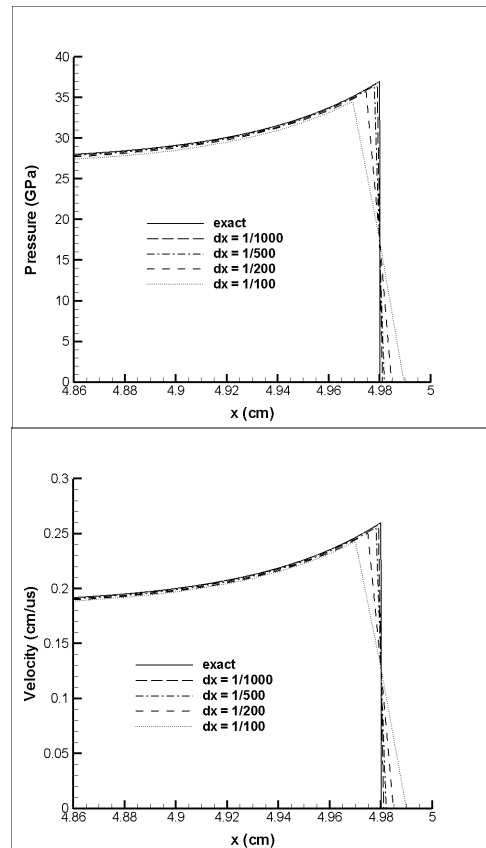 40
35
30
25
20
15
10
5
0
Pressure (GPa)
exact
dx = 1/1000
dx = 1/500
dx = 1/200
dx = 1/100
4.86 4.88 4.9 4.92 4.94 4.96 4.98 5
x (cm)
0.3
0.25
0.2
0.15
0.1
0.05
0
Velocity (cm/us)
exact
dx = 1/1000
dx = 1/500
dx = 1/200
dx = 1/100
4.86 4.88 4.9 4.92 4.94 4.96 4.98 5
x (cm)